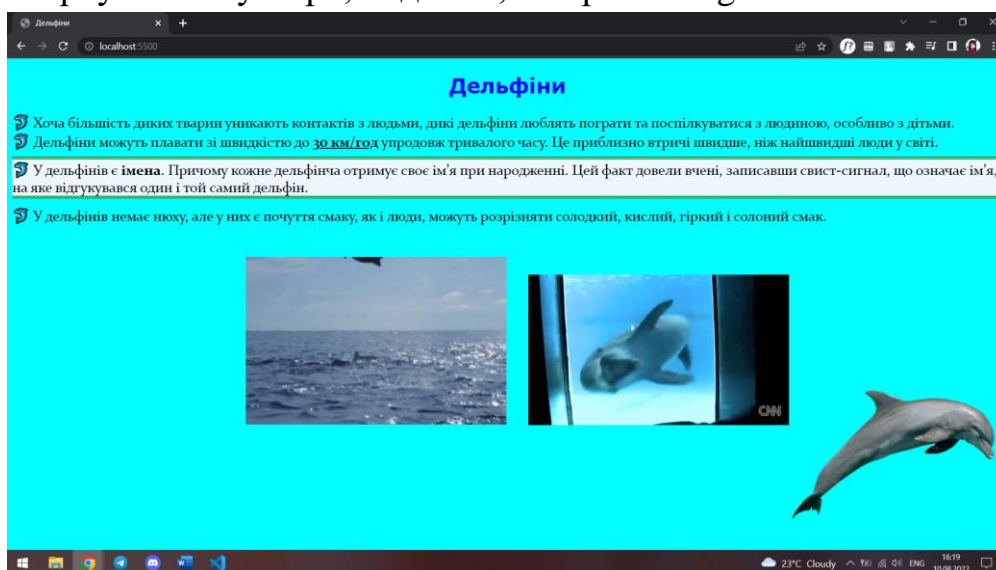 Дельфіни
localhost:5500
Дельфіни
Хоча більшість диких тварин уникають контактів з людьми, дикі дельфіни люблять пограти та поспілкуватися з людиною, особливо з дітьми.
Дельфіни можуть плавати зі швидкістю до 30 км/год упродовж тривалого часу. Це приблизно втричі швидше, ніж найшвидші люди у світі.
У дельфінів є імена. Причому кожне дельфінча отримує своє ім'я при народженні. Цей факт довели вчені, записавши свист-сигнал, що означає ім'я,
на яке відгукувався один і той самий дельфін.
У дельфінів немає нюху, але у них є почуття смаку, як і люди, можуть розрізняти солодкий, кислий, гіркий і солоний смак.
CNN
23°C Cloudy ENG 16:19
10.08.2022